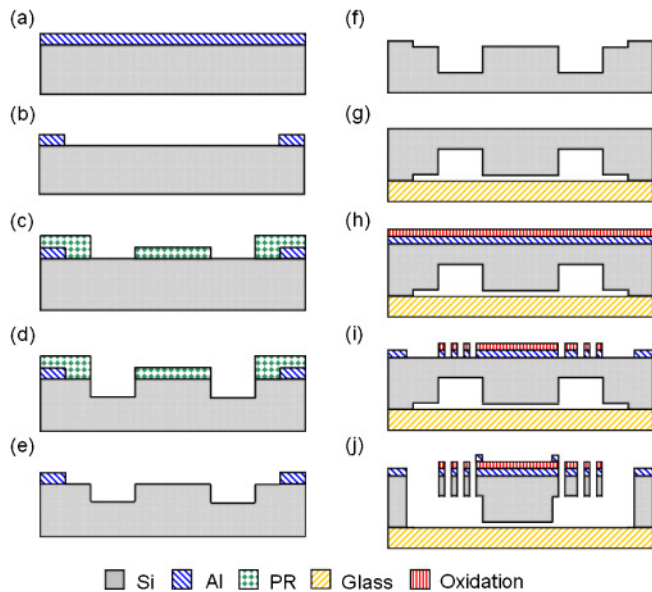 (a)
(b)
(c)
(d)
(e)
(f)
(g)
(h)
(i)
(j)
Si Al PR Glass Oxidation